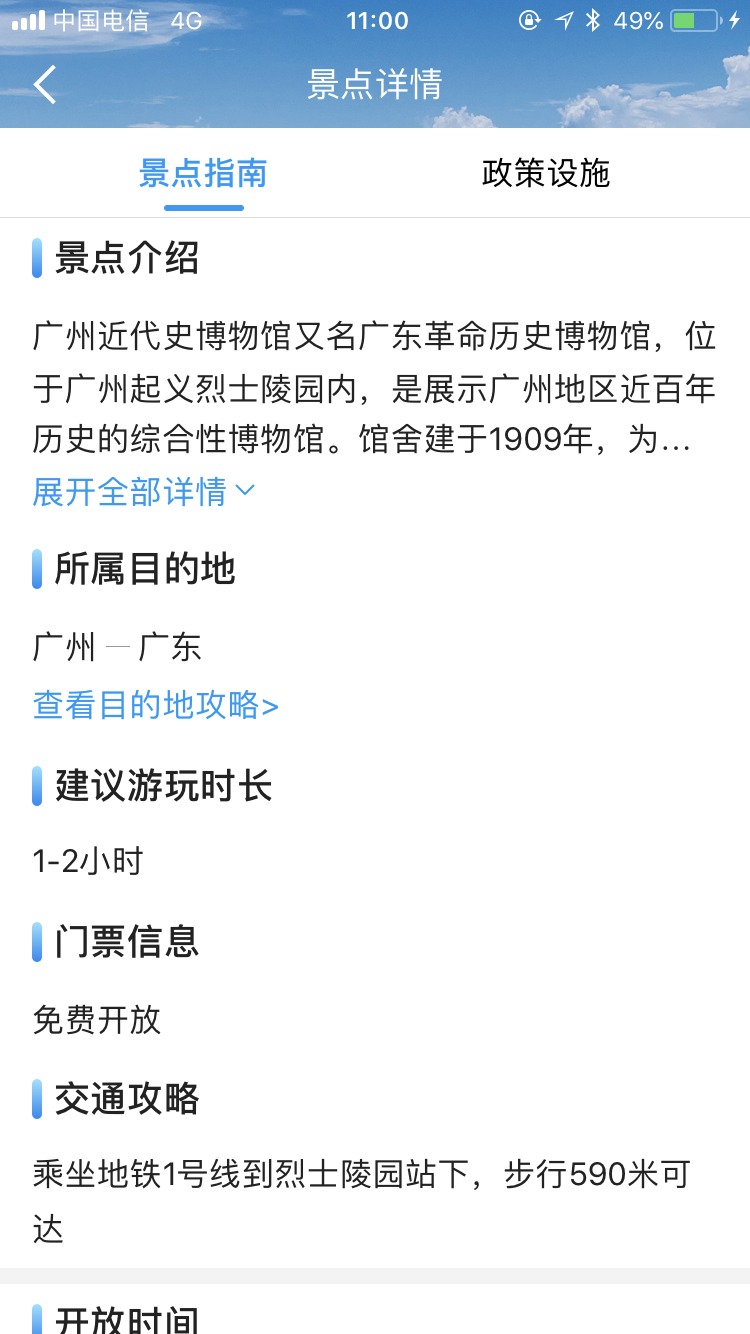 中国电信 4G 11:00 49%
景点详情
景点指南 政策设施
景点介绍
广州近代史博物馆又名广东革命历史博物馆，位
于广州起义烈士陵园内，是展示广州地区近百年
历史的综合性博物馆。馆舍建于1909年，为...
展开全部详情
所属目的地
广州 — 广东
查看目的地攻略>
建议游玩时长
1-2小时
门票信息
免费开放
交通攻略
乘坐地铁1号线到烈士陵园站下，步行590米可
达
开放时间